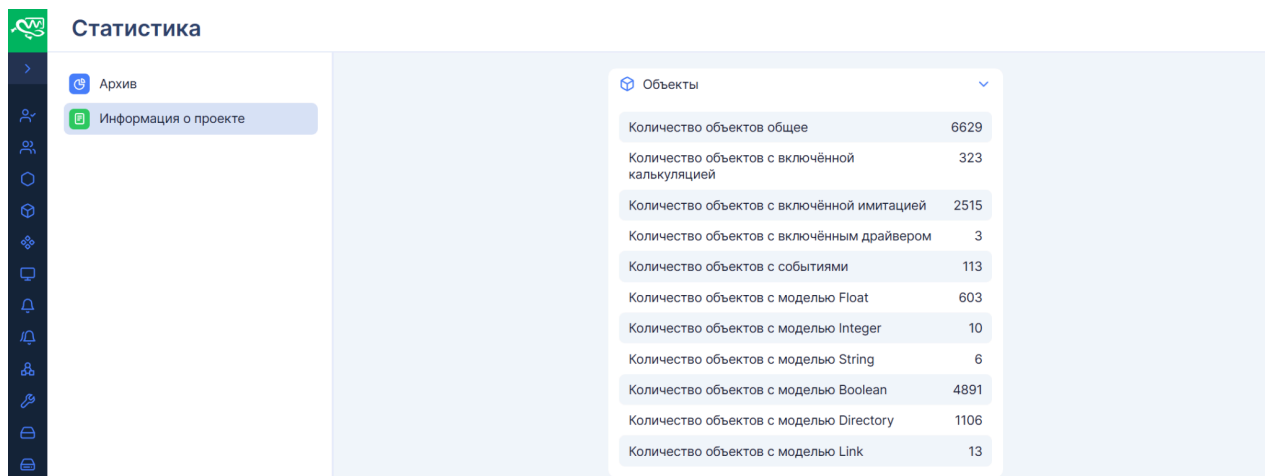 Статистика
Архив
Информация о проекте
Объекты
Количество объектов общее 6629
Количество объектов с включённой 323
калькуляцией
Количество объектов с включённой имитацией 2515
Количество объектов с включённым драйвером 3
Количество объектов с событиями 113
Количество объектов с моделью Float 603
Количество объектов с моделью Integer 10
Количество объектов с моделью String 6
Количество объектов с моделью Boolean 4891
Количество объектов с моделью Directory 1106
Количество объектов с моделью Link 13